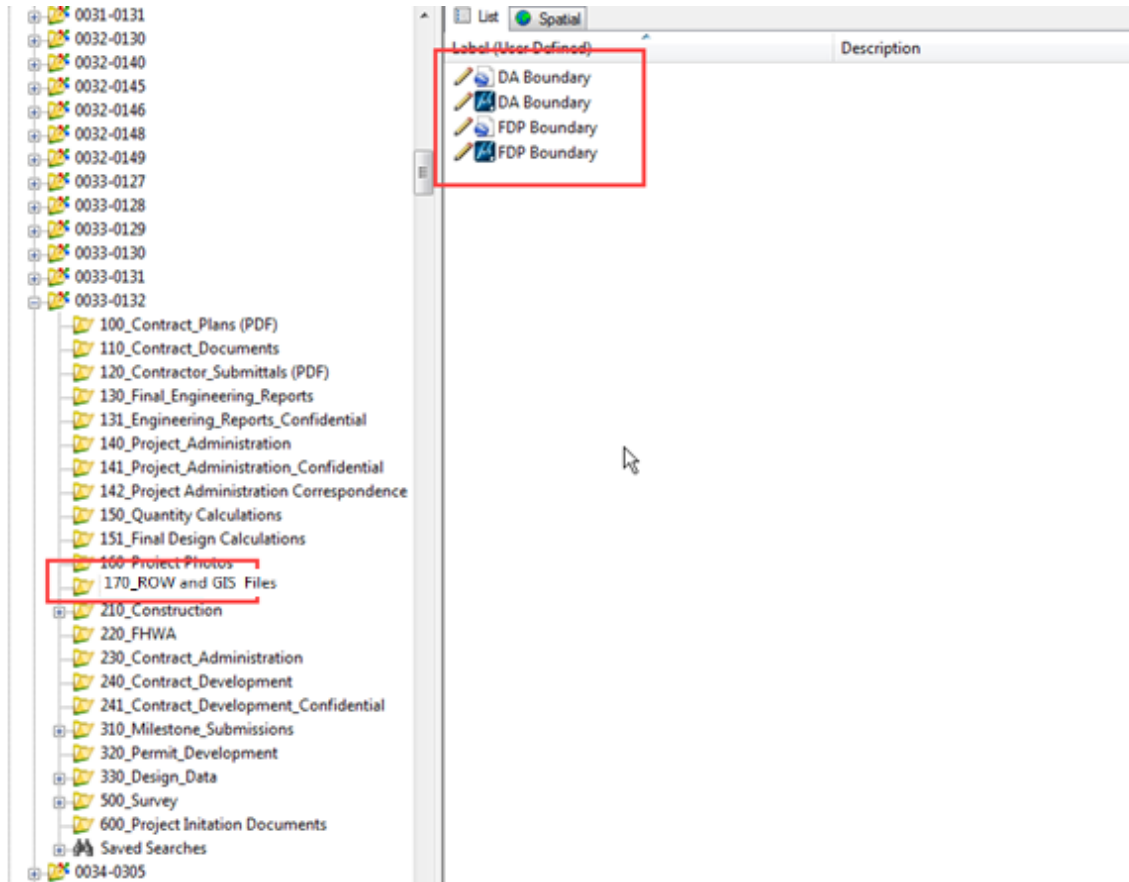 0031-0131
0032-0130
0032-0140
0032-0145
0032-0146
0032-0148
0032-0149
0033-0127
0033-0128
0033-0129
0033-0130
0033-0131
0033-0132
100_Contract_Plans (PDF)
110_Contract_Documents
120_Contractor_Submittals (PDF)
130_Final_Engineering_Reports
131_Engineering_Reports_Confidential
140_Project_Administration
141_Project_Administration_Confidential
142_Project Administration Correspondence
150_Quantity Calculations
151_Final Design Calculations
160_Project Photos
170_ROW and GIS Files
210_Construction
220_FHWA
230_Contract_Administration
240_Contract_Development
241_Contract_Development_Confidential
310_Milestone_Submissions
320_Permit_Development
330_Design_Data
500_Survey
600_Project Initation Documents
Saved Searches
0034-0305
List Spatial
Label (User Defined) Description
DA Boundary
DA Boundary
FDP Boundary
FDP Boundary